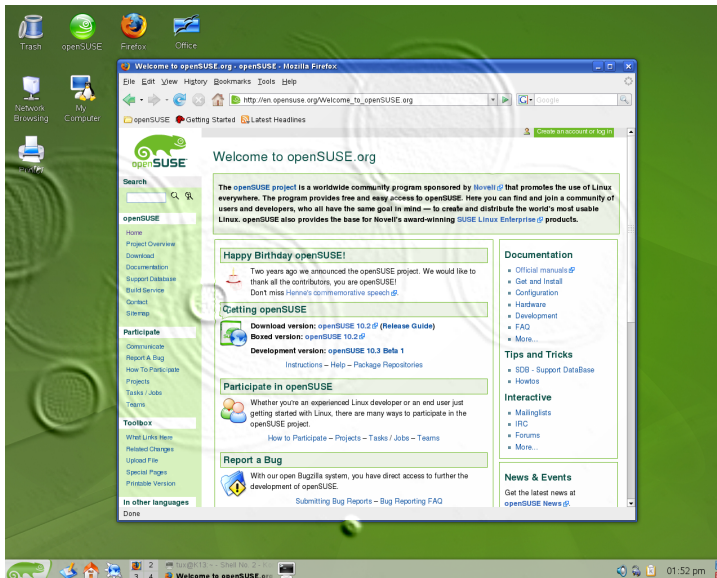 Trash
openSUSE
Firefox
Office
Network
Browsing
My
Computer
Welcome to openSUSE.org - openSUSE - Mozilla Firefox
File Edit View History Bookmarks Tools Help
http://en.opensuse.org/Welcome_to_openSUSE.org
Google
openSUSE Getting Started Latest Headlines
Create an account or log in
openSUSE
Welcome to openSUSE.org
Search
The openSUSE project is a worldwide community program sponsored by Novell that promotes the use of Linux
everywhere. The program provides free and easy access to openSUSE. Here you can find and join a community of
users and developers, who all have the same goal in mind — to create and distribute the world's most usable
Linux. openSUSE also provides the base for Novell's award-winning SUSE Linux Enterprise products.
openSUSE
Home
Project Overview
Download
Documentation
Support Database
Build Service
Contact
Sitemap
Participate
Communicate
Report A Bug
How To Participate
Projects
Tasks / Jobs
Teams
Toolbox
What Links Here
Related Changes
Upload File
Special Pages
Printable Version
In other languages
Happy Birthday openSUSE!
Two years ago we announced the openSUSE project. We would like to
thank all the contributors, you are openSUSE!
Don't miss Henne's commemorative speech.
Getting openSUSE
Download version: openSUSE 10.2 (Release Guide)
Boxed version: openSUSE 10.2
Development version: openSUSE 10.3 Beta 1
Instructions – Help – Package Repositories
Participate in openSUSE
Whether you're an experienced Linux developer or an end user just
getting started with Linux, there are many ways to participate in the
openSUSE project.
How to Participate – Projects – Tasks / Jobs – Teams
Report a Bug
With our open Bugzilla system, you have direct access to further the
development of openSUSE.
Submitting Bug Reports – Bug Reporting FAQ
Documentation
Official manuals
Get and Install
Configuration
Hardware
Development
FAQ
More...
Tips and Tricks
SDB - Support DataBase
Howtos
Interactive
Mailinglists
IRC
Forums
More...
News & Events
Get the latest news at
openSUSE News.
Done
2
3 4
tox@K13: - Shell No. 2 -
Welcome to openSUSE.org
01:52 pm